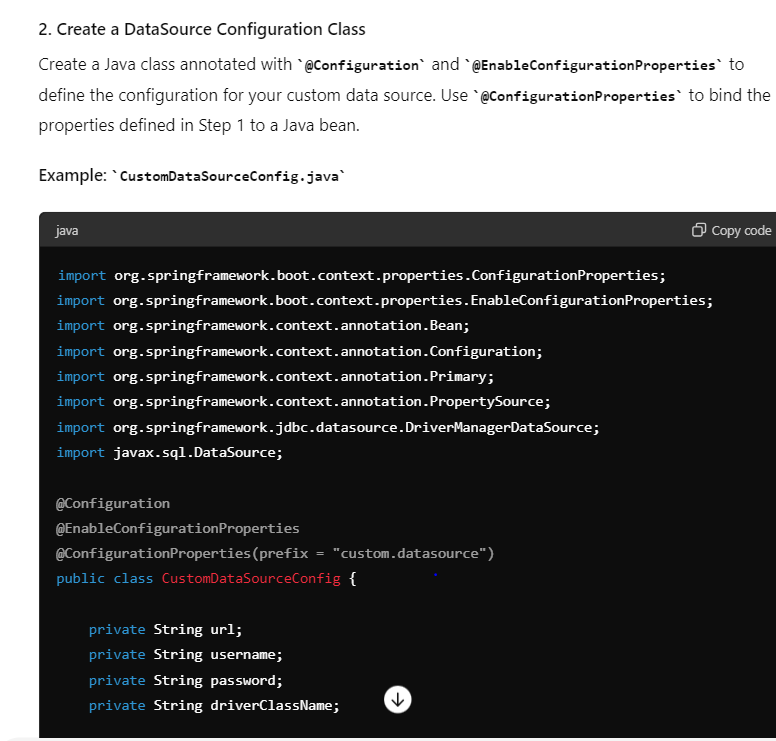 2. Create a DataSource Configuration Class
Create a Java class annotated with `@Configuration` and `@EnableConfigurationProperties` to
define the configuration for your custom data source. Use `@ConfigurationProperties` to bind the
properties defined in Step 1 to a Java bean.
Example: `CustomDataSourceConfig.java`
java Copy code
import org.springframework.boot.context.properties.ConfigurationProperties;
import org.springframework.boot.context.properties.EnableConfigurationProperties;
import org.springframework.context.annotation.Bean;
import org.springframework.context.annotation.Configuration;
import org.springframework.context.annotation.Primary;
import org.springframework.context.annotation.PropertySource;
import org.springframework.jdbc.datasource.DriverManagerDataSource;
import javax.sql.DataSource;
@Configuration
@EnableConfigurationProperties
@ConfigurationProperties(prefix = "custom.datasource")
public class CustomDataSourceConfig {
private String url;
private String username;
private String password;
private String driverClassName;